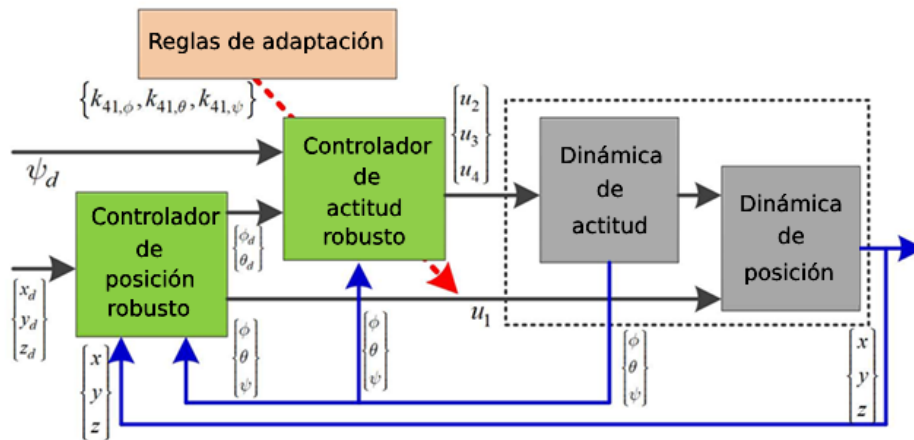 Reglas de adaptación
{k41,ϕ, k41,θ, k41,ψ}
ψd
Controlador
de
actitud
robusto
u2
u3
u4
Dinámica
de
actitud
Dinámica
de
posición
Controlador
de
posición
robusto
ϕd
θd
xd
yd
zd
u1
x
y
z
ϕ
θ
ψ
ϕ
θ
ψ
ϕ
θ
ψ
x
y
z